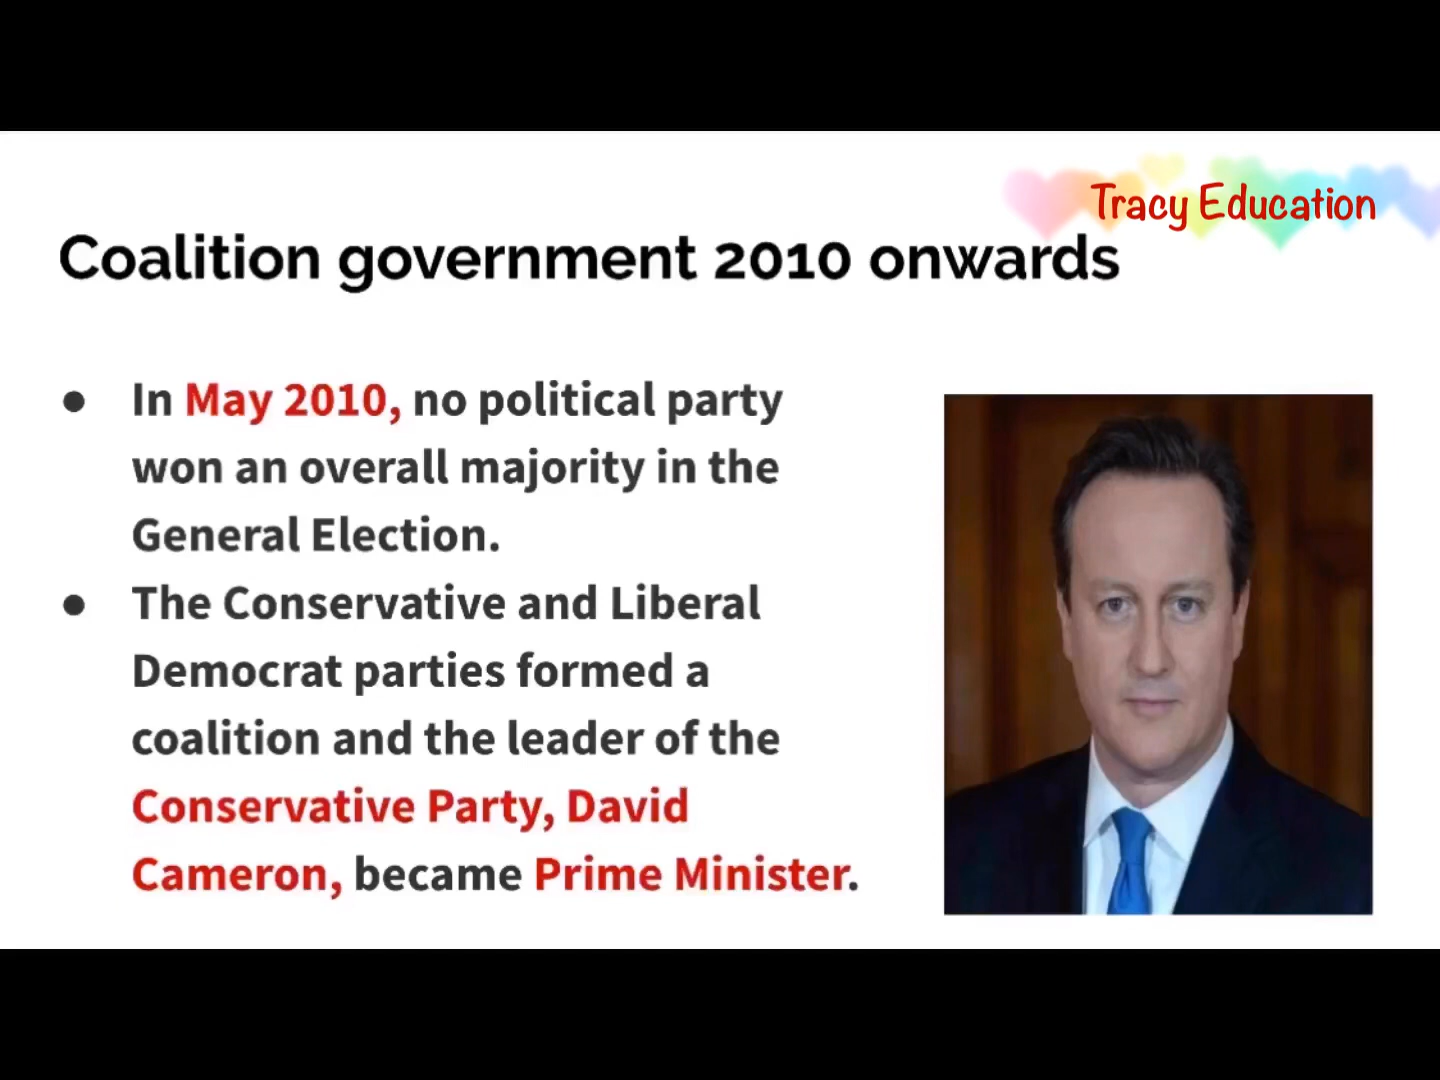 Tracy Education
Coalition government 2010 onwards
● In May 2010, no political party
won an overall majority in the
General Election.
● The Conservative and Liberal
Democrat parties formed a
coalition and the leader of the
Conservative Party, David
Cameron, became Prime Minister.